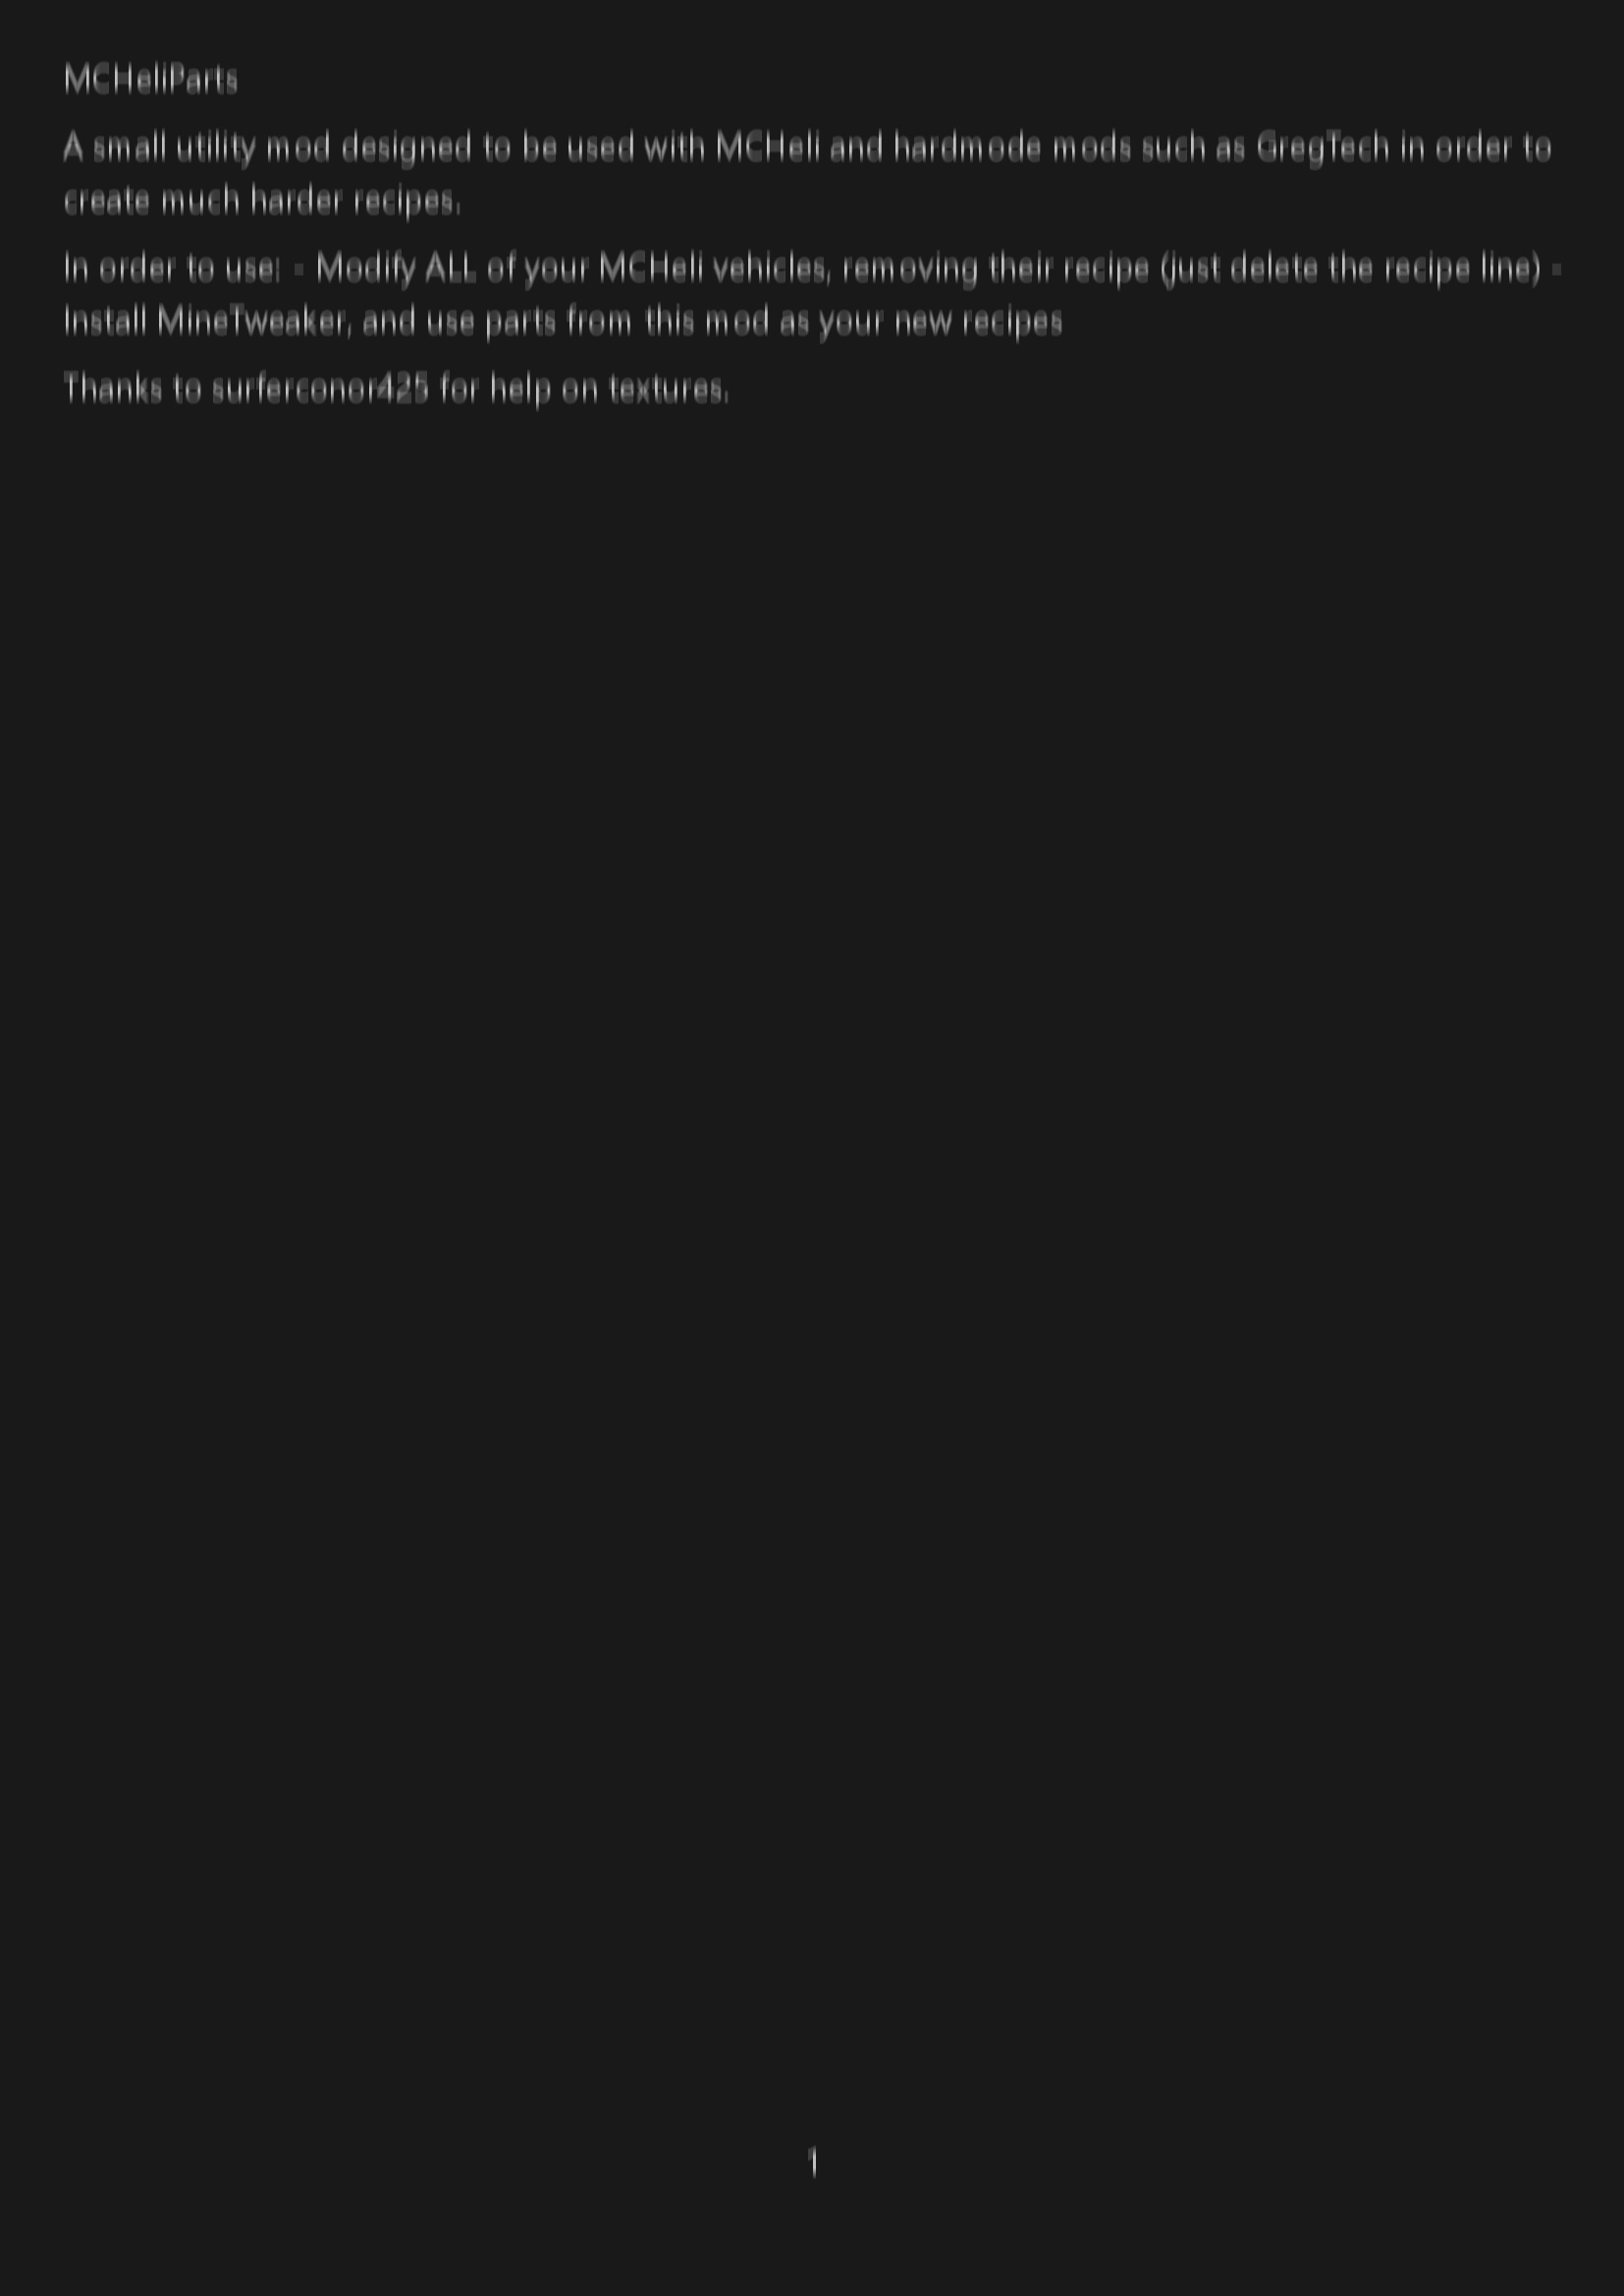 MCHeliParts
A small utility mod designed to be used with MCHeli and hardmode mods such as GregTech in order to
create much harder recipes.
In order to use: - Modify ALL of your MCHeli vehicles, removing their recipe (just delete the recipe line) -
Install MineTweaker, and use parts from this mod as your new recipes
Thanks to surferconor425 for help on textures.
1